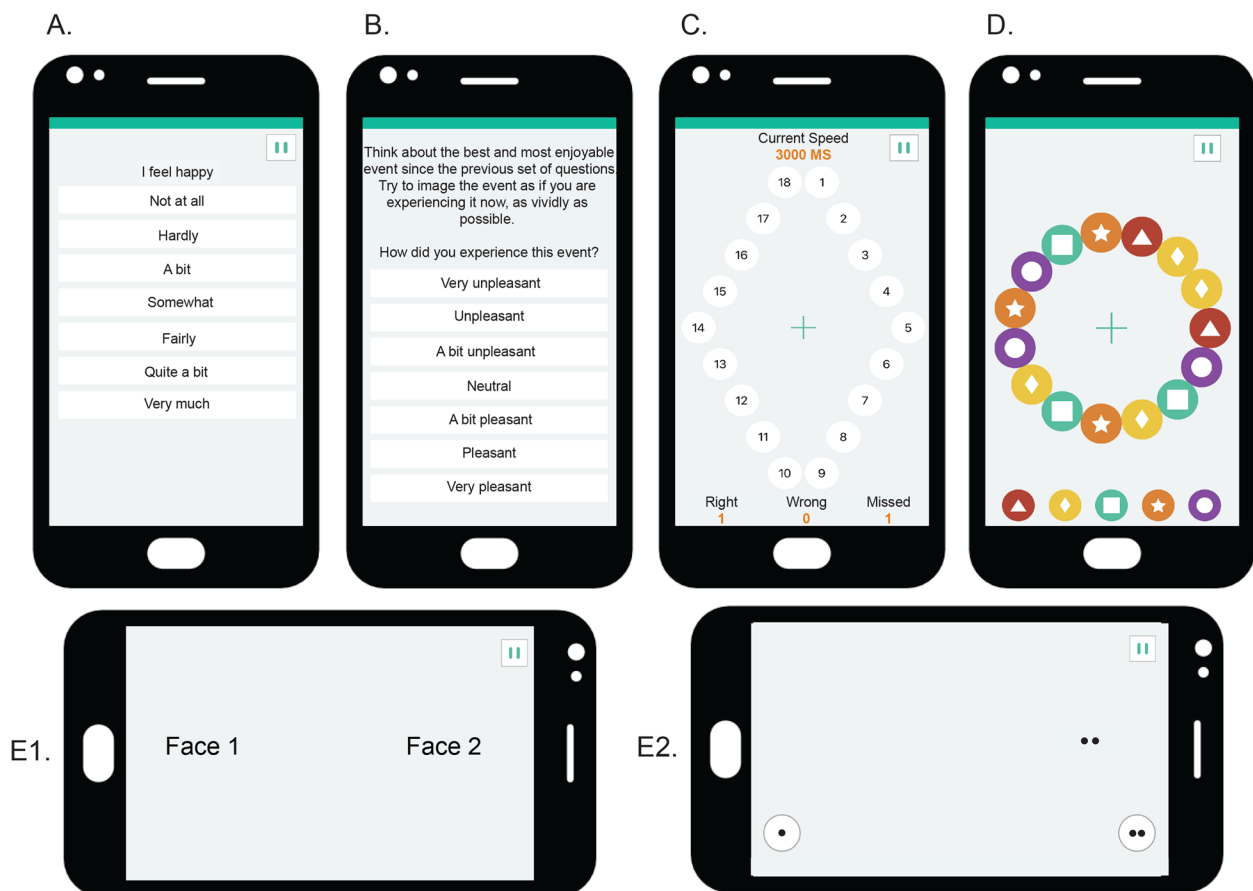 A.
B.
C.
D.
I feel happy
Not at all
Hardly
A bit
Somewhat
Fairly
Quite a bit
Very much
Think about the best and most enjoyable
event since the previous set of questions.
Try to image the event as if you are
experiencing it now, as vividly as
possible.
How did you experience this event?
Very unpleasant
Unpleasant
A bit unpleasant
Neutral
A bit pleasant
Pleasant
Very pleasant
Current Speed
3000 MS
18 1
17 2
16 3
15 4
14 5
13 6
12 7
11 8
10 9
Right Wrong Missed
1 0 1
E1.
Face 1 Face 2
E2.